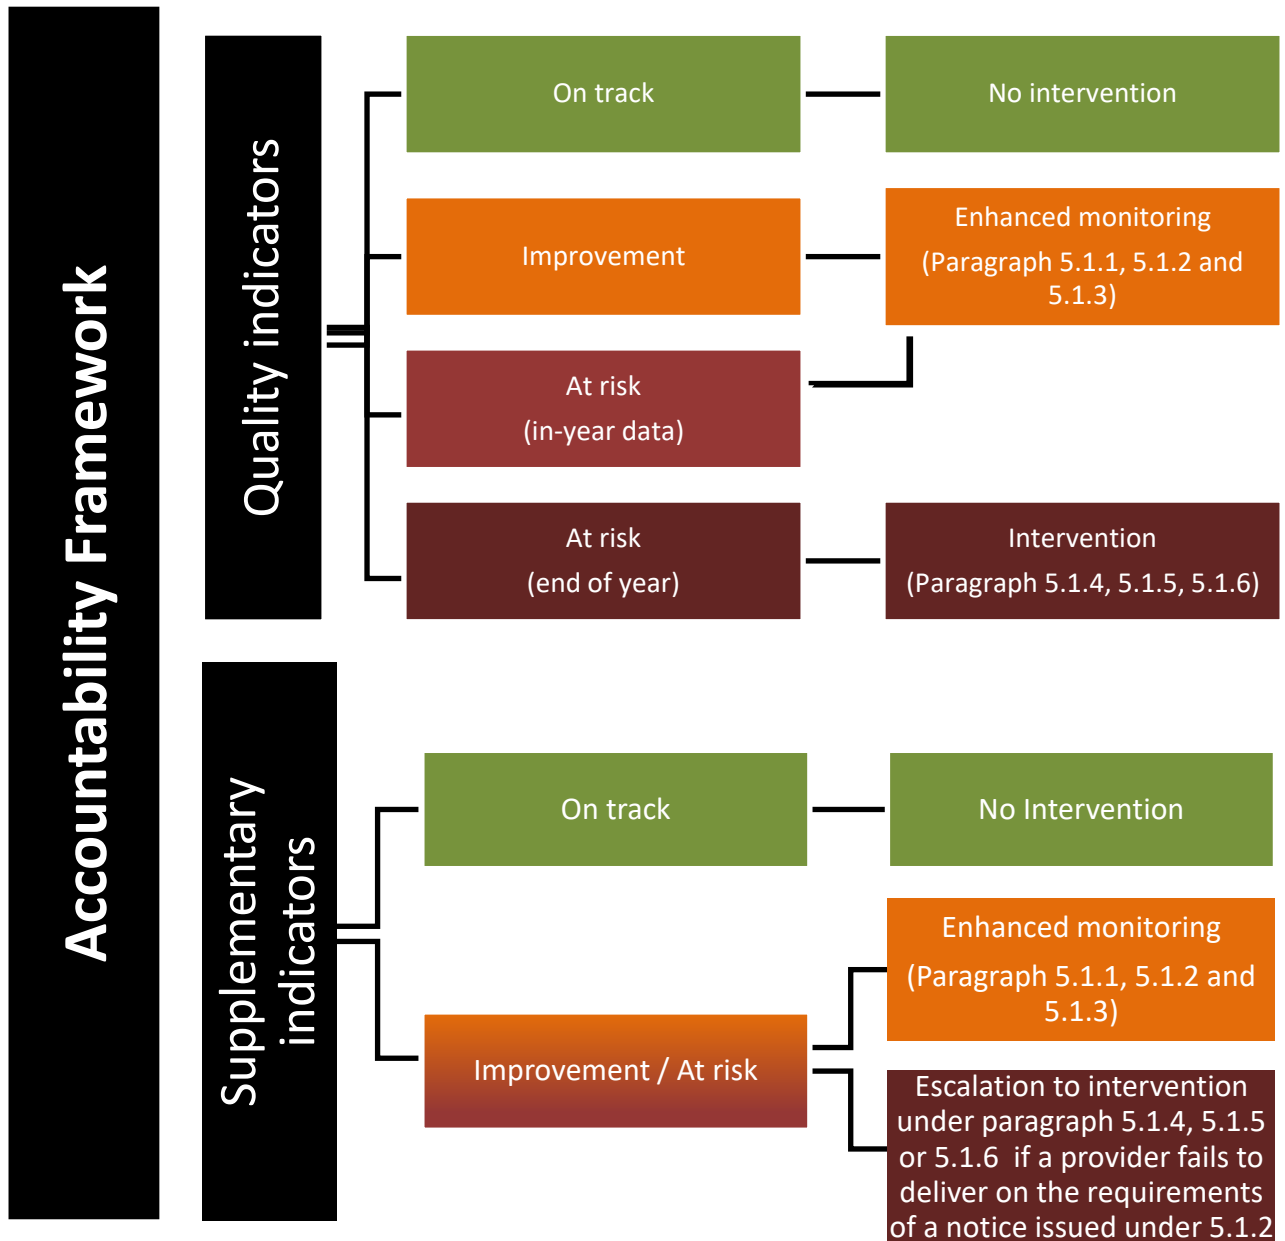 Accountability Framework
Quality indicators
On track
No intervention
Improvement
Enhanced monitoring
(Paragraph 5.1.1, 5.1.2 and
5.1.3)
At risk
(in-year data)
At risk
(end of year)
Intervention
(Paragraph 5.1.4, 5.1.5, 5.1.6)
Supplementary
indicators
On track
No Intervention
Improvement / At risk
Enhanced monitoring
(Paragraph 5.1.1, 5.1.2 and
5.1.3)
Escalation to intervention
under paragraph 5.1.4, 5.1.5
or 5.1.6  if a provider fails to
deliver on the requirements
of a notice issued under 5.1.2